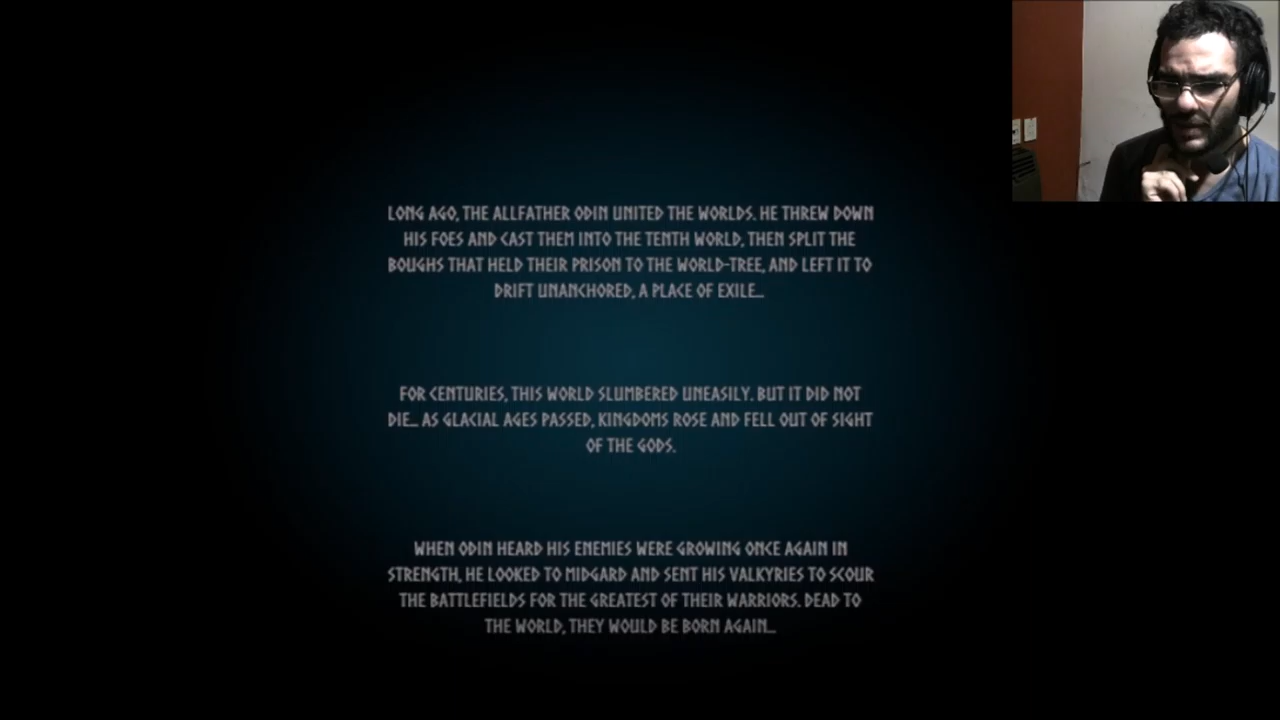 LONG AGO, THE ALLFATHER ODIN UNITED THE WORLDS. HE THREW DOWN
HIS FOES AND CAST THEM INTO THE TENTH WORLD, THEN SPLIT THE
BOUGHS THAT HELD THEIR PRISON TO THE WORLD-TREE, AND LEFT IT TO
DRIFT UNANCHORED, A PLACE OF EXILE...
FOR CENTURIES, THIS WORLD SLUMBERED UNEASILY. BUT IT DID NOT
DIE... AS GLACIAL AGES PASSED, KINGDOMS ROSE AND FELL OUT OF SIGHT
OF THE GODS.
WHEN ODIN HEARD HIS ENEMIES WERE GROWING ONCE AGAIN IN
STRENGTH, HE LOOKED TO MIDGARD AND SENT HIS VALKYRIES TO SCOUR
THE BATTLEFIELDS FOR THE GREATEST OF THEIR WARRIORS. DEAD TO
THE WORLD, THEY WOULD BE BORN AGAIN...